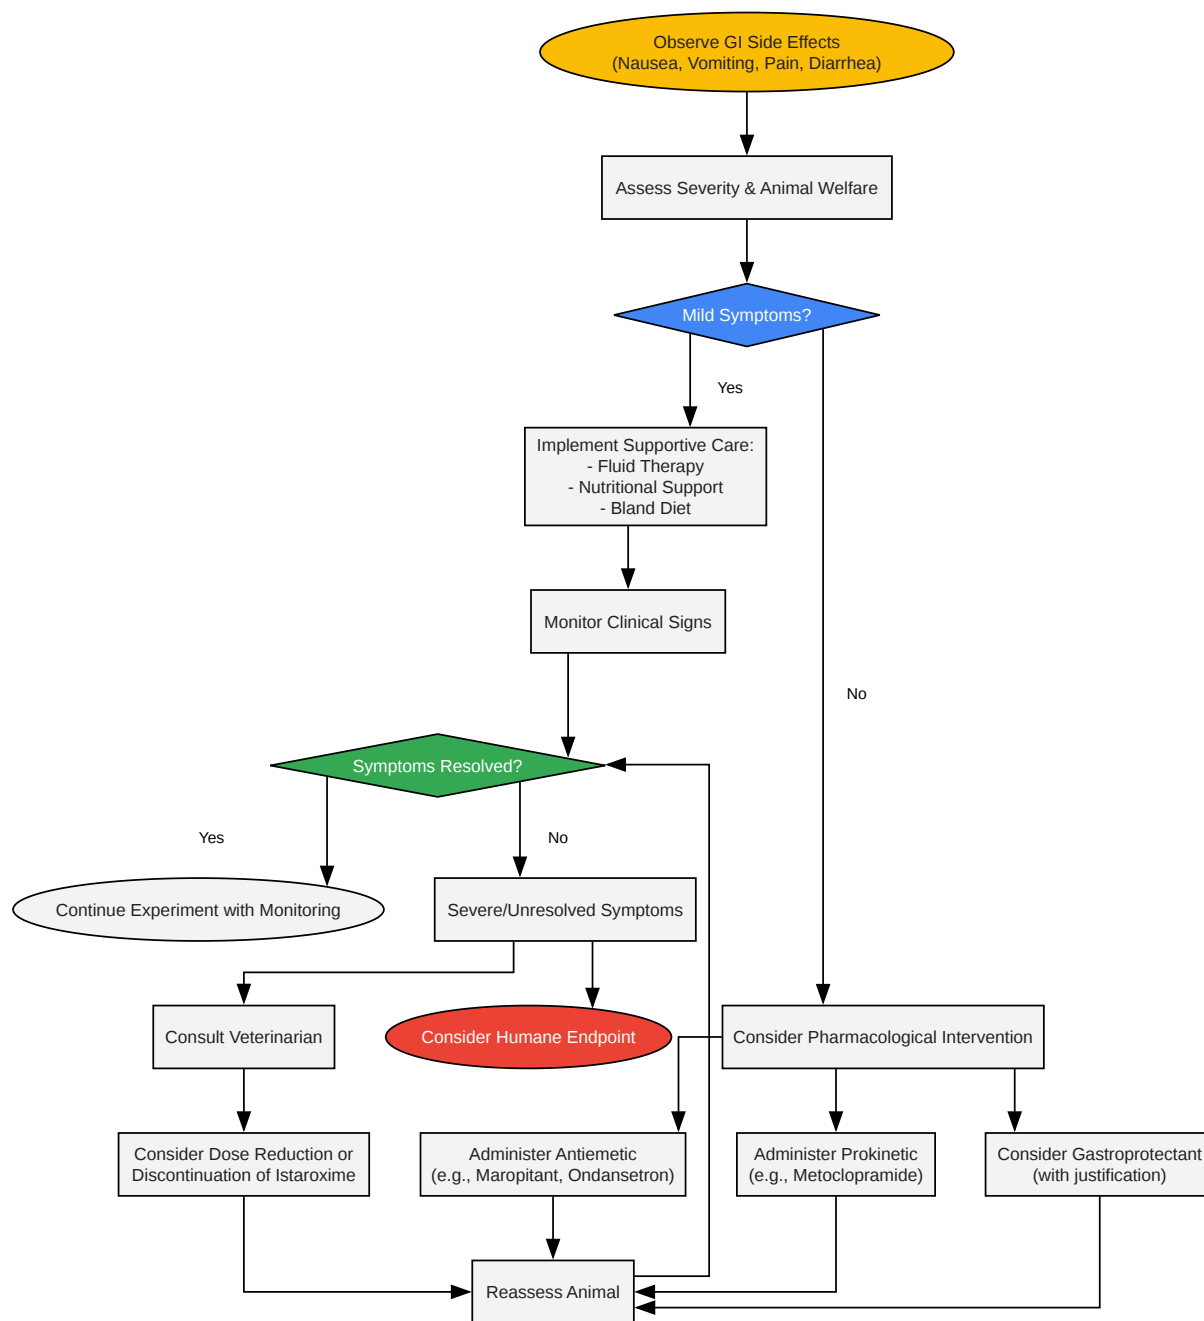 Observe GI Side Effects
(Nausea, Vomiting, Pain, Diarrhea)
Assess Severity & Animal Welfare
Mild Symptoms?
Yes
Implement Supportive Care:
- Fluid Therapy
- Nutritional Support
- Bland Diet
Monitor Clinical Signs
No
Symptoms Resolved?
Yes
No
Continue Experiment with Monitoring
Severe/Unresolved Symptoms
Consult Veterinarian
Consider Humane Endpoint
Consider Pharmacological Intervention
Consider Dose Reduction or
Discontinuation of Istaroxime
Administer Antiemetic
(e.g., Maropitant, Ondansetron)
Administer Prokinetic
(e.g., Metoclopramide)
Consider Gastroprotectant
(with justification)
Reassess Animal